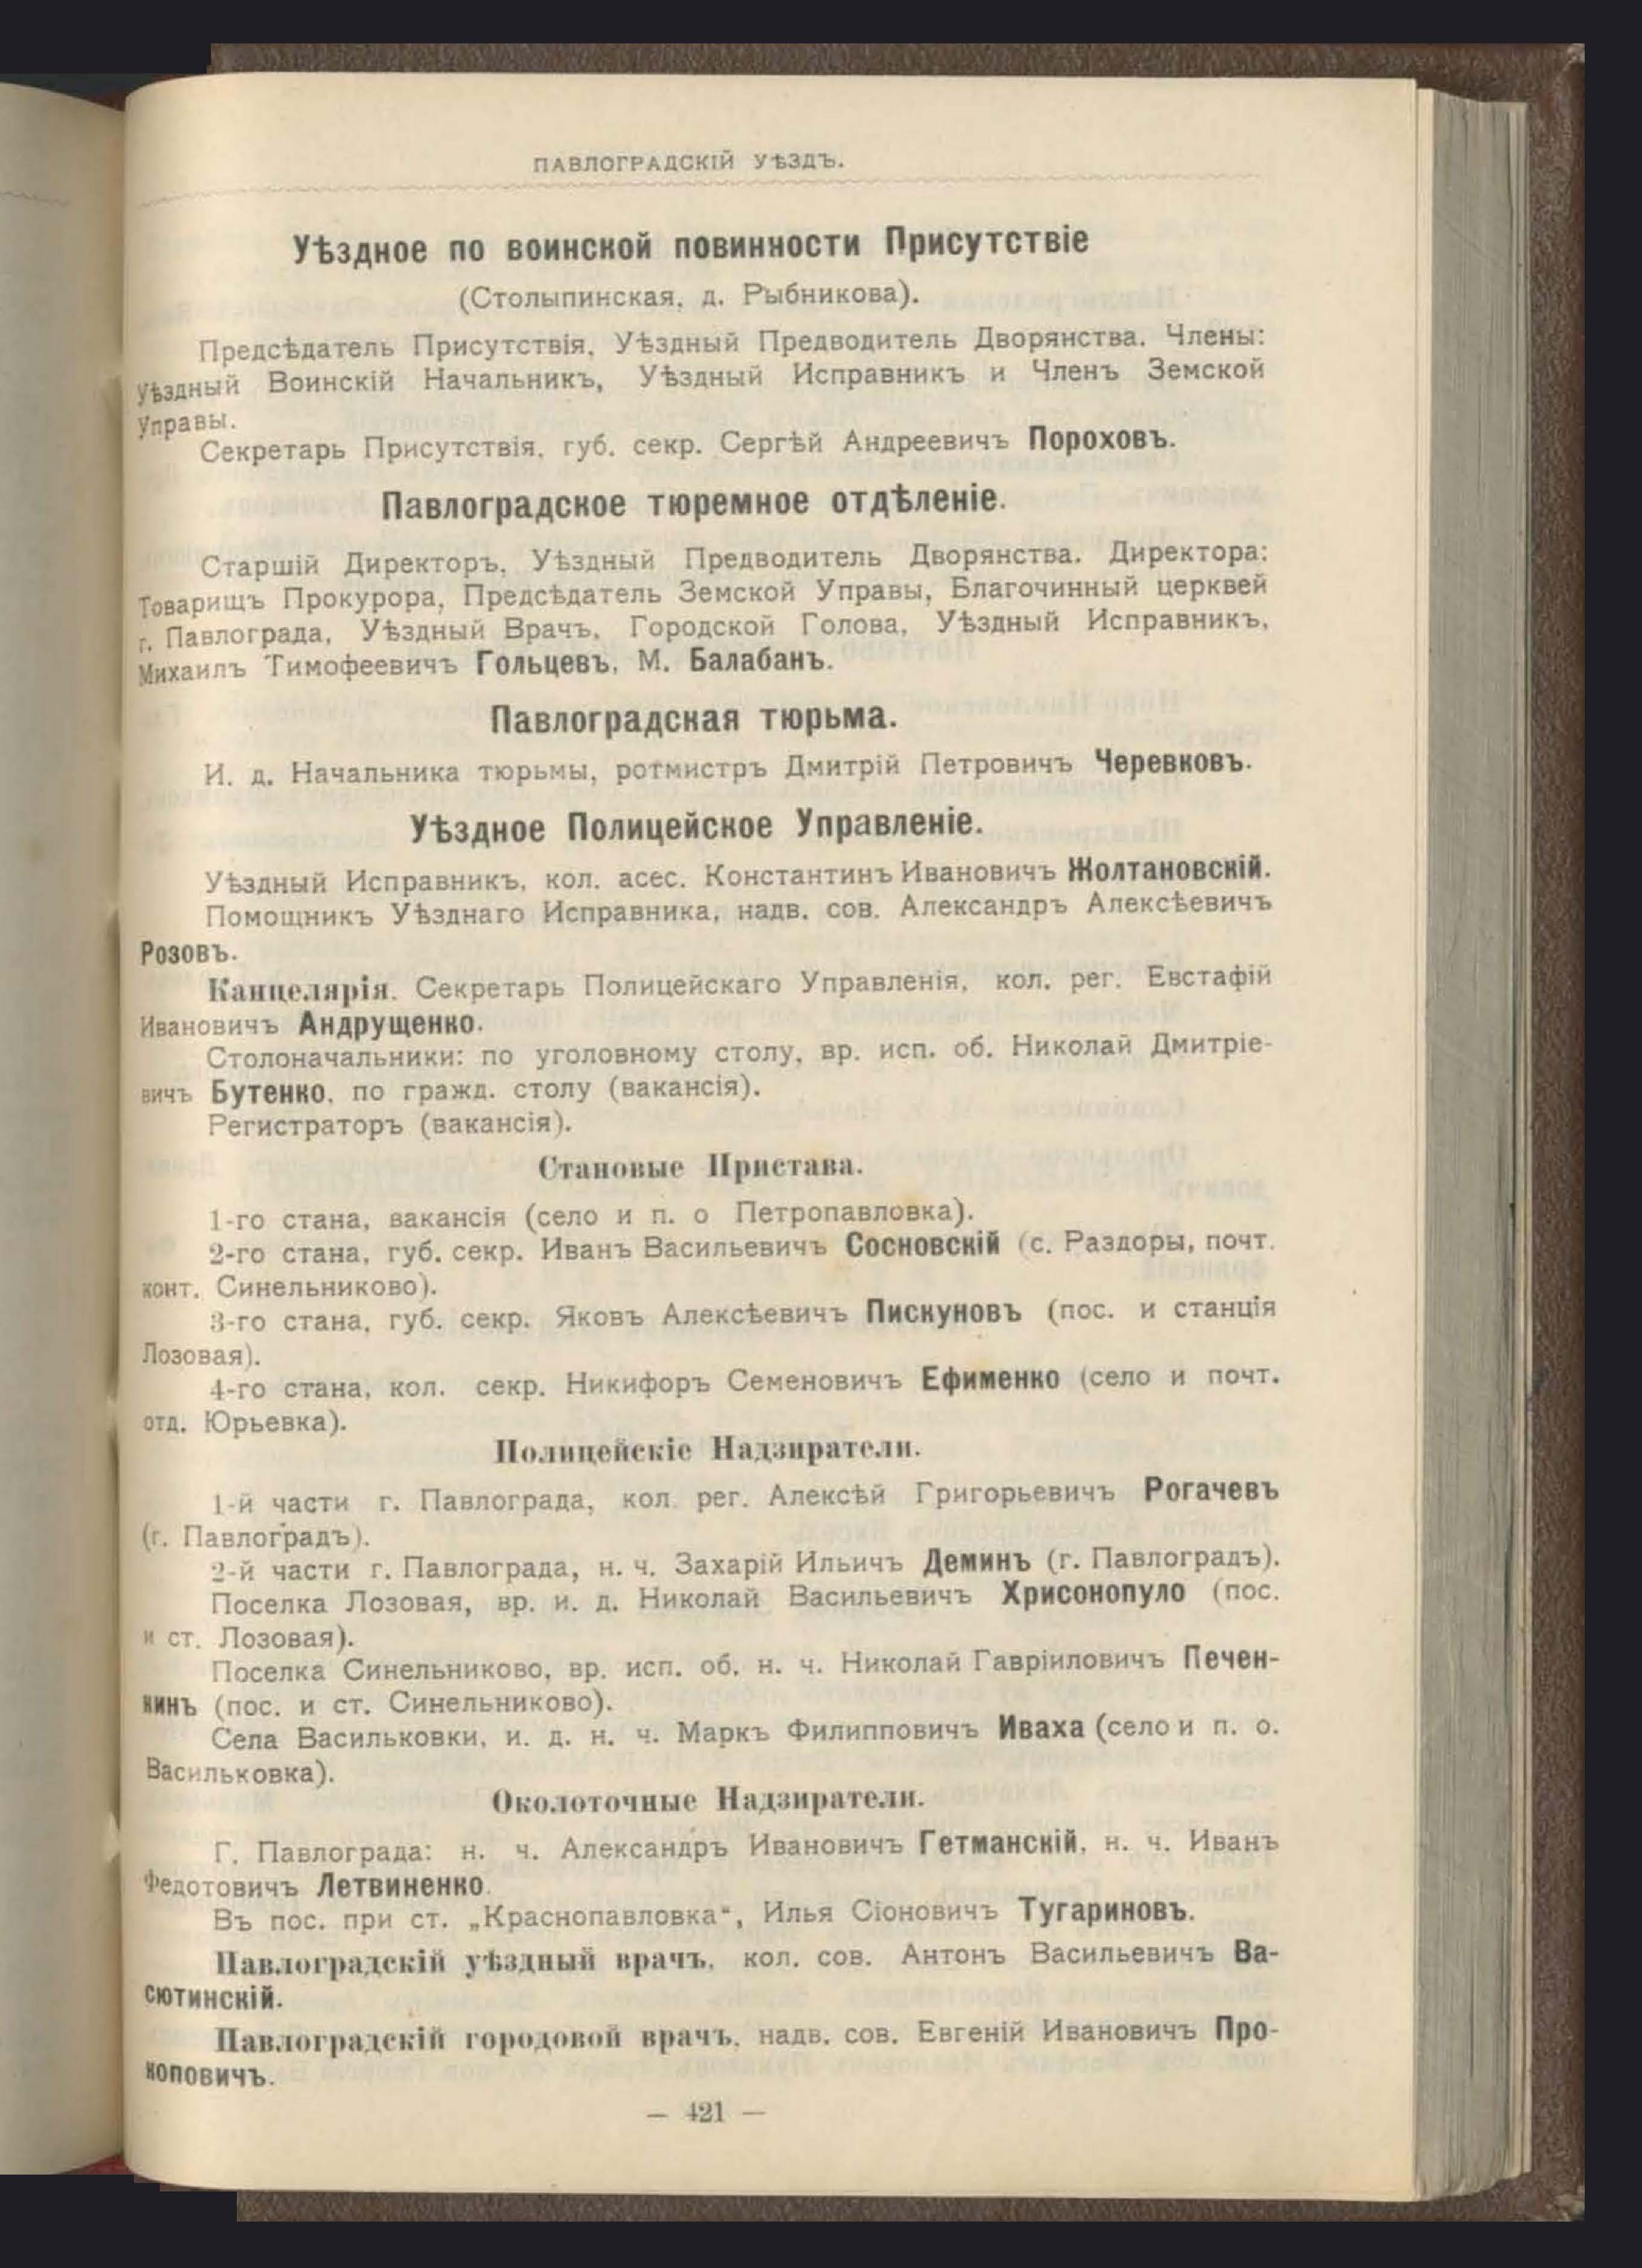 ПАВЛОГРАДСКІЙ УѢЗДЪ.
Уѣздное по воинской повинности Присутствіе
(Столыпинская, д. Рыбникова).
Предсѣдатель Присутствія, Уѣздный Предводитель Дворянства. Члены:
Уѣздный Воинскій Начальникъ, Уѣздный Исправникъ и Членъ Земской
Управы.
Секретарь Присутствія, губ. секр. Сергѣй Андреевичъ Пороховъ.
Павлоградское тюремное отдѣленіе.
Старшій Директоръ, Уѣздный Предводитель Дворянства. Директора:
Товарищъ Прокурора, Предсѣдатель Земской Управы, Благочинный церквей
г. Павлограда, Уѣздный Врачъ, Городской Голова, Уѣздный Исправникъ,
Михаилъ Тимофеевичъ Гольцевъ, М. Балабанъ.
Павлоградская тюрьма.
И. д. Начальника тюрьмы, ротмистръ Дмитрій Петровичъ Черевковъ.
Уѣздное Полицейское Управленіе.
Уѣздный Исправникъ, кол. асес. Константинъ Ивановичъ Жолтановскій.
Помощникъ Уѣзднаго Исправника, надв. сов. Александръ Алексѣевичъ
Розовъ.
Канцелярія. Секретарь Полицейскаго Управленія, кол. рег. Евстафій
Ивановичъ Андрущенко.
Столоначальники: по уголовному столу, вр. исп. об. Николай Дмитріе-
вичъ Бутенко, по гражд. столу (вакансія).
Регистраторъ (вакансія).
Становые Пристава.
1-го стана, вакансія (село и п. о Петропавловка).
2-го стана, губ. секр. Иванъ Васильевичъ Сосновскій (с. Раздоры, почт.
конт. Синельниково).
3-го стана, губ. секр. Яковъ Алексѣевичъ Пискуновъ (пос. и станція
Лозовая).
4-го стана, кол. секр. Никифоръ Семеновичъ Ефименко (село и почт.
отд. Юрьевка).
Полицейскіе Надзиратели.
1-й части г. Павлограда, кол. рег. Алексѣй Григорьевичъ Рогачевъ
(г. Павлоградъ).
2-й части г. Павлограда, н. ч. Захарій Ильичъ Деминъ (г. Павлоградъ).
Поселка Лозовая, вр. и. д. Николай Васильевичъ Хрисонопуло (пос.
и ст. Лозовая).
Поселка Синельниково, вр. исп. об. н. ч. Николай Гавріиловичъ Печен-
кинъ (пос. и ст. Синельниково).
Села Васильковки, и. д. н. ч. Маркъ Филипповичъ Иваха (село и п. о.
Васильковка).
Околоточные Надзиратели.
Г. Павлограда: н. ч. Александръ Ивановичъ Гетманскій, н. ч. Иванъ
Федотовичъ Летвиненко.
Въ пос. при ст. „Краснопавловка“, Илья Сіоновичъ Тугариновъ.
Павлоградскій уѣздный врачъ, кол. сов. Антонъ Васильевичъ Ва-
сютинскій.
Павлоградскій городовой врачъ, надв. сов. Евгеній Ивановичъ Про-
коповичъ.
— 421 —